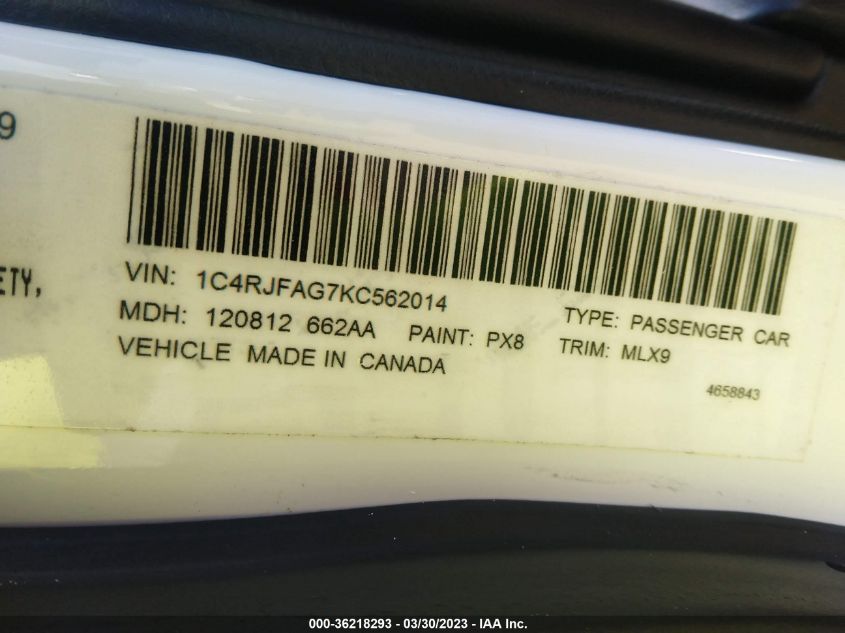 9
ETY,
VIN: 1C4RJFAG7KC562014
TYPE: PASSENGER CAR
MDH: 120812 662AA PAINT: PX8 TRIM: MLX9
VEHICLE MADE IN CANADA
4658843
000-36218293 - 03/30/2023 - IAA Inc.